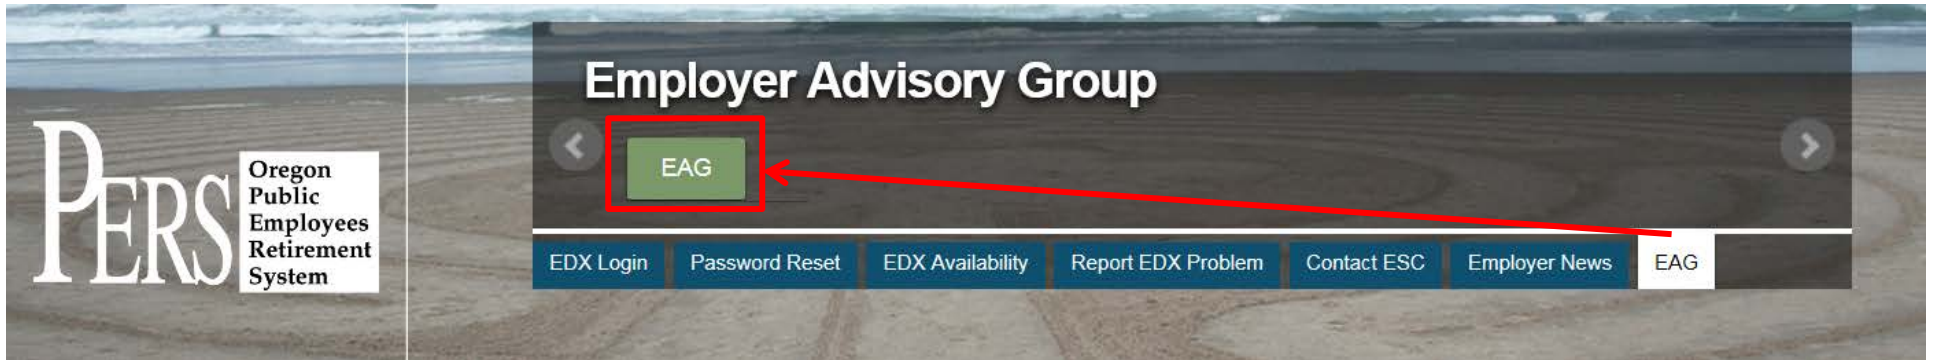 PERS
Oregon
Public
Employees
Retirement
System
Employer Advisory Group
EAG
EDX Login
Password Reset
EDX Availability
Report EDX Problem
Contact ESC
Employer News
EAG